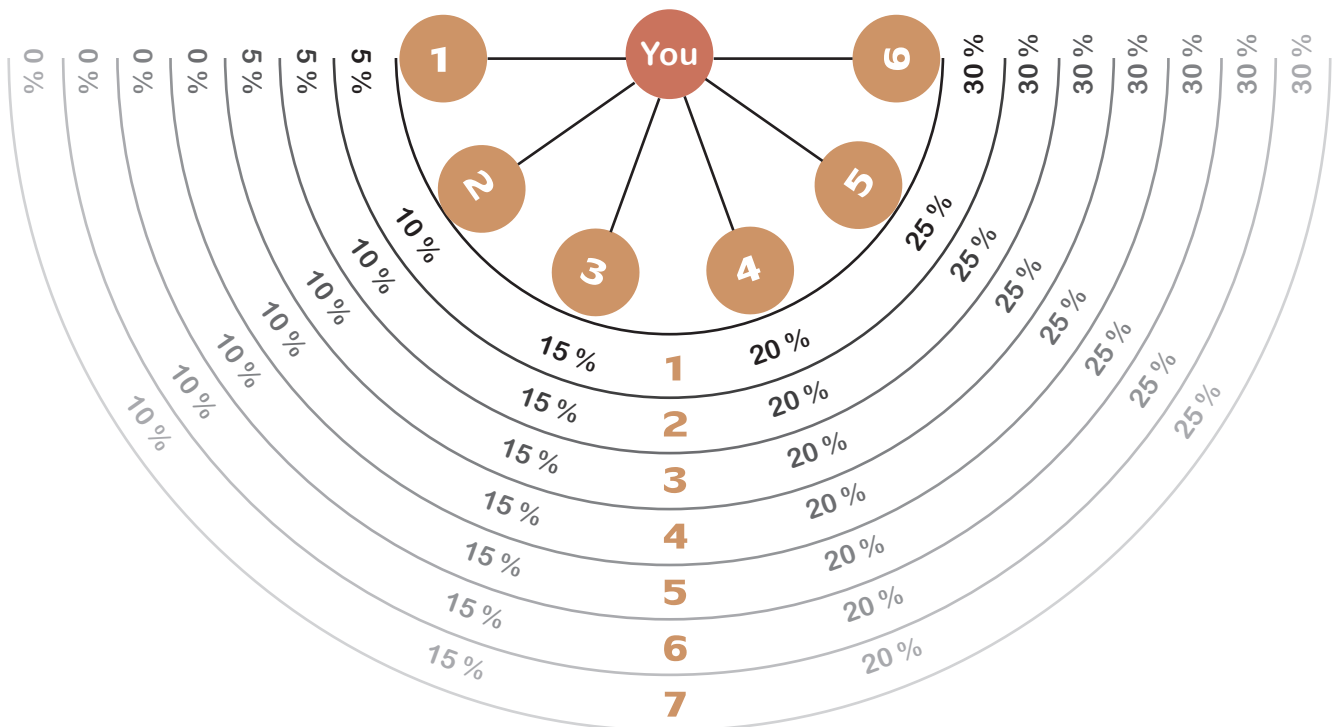 You
1
2
3
4
5
6
5 % 10 % 15 % 1 20 % 25 % 30 %
5 % 10 % 15 % 2 20 % 25 % 30 %
5 % 10 % 15 % 3 20 % 25 % 30 %
0 % 10 % 15 % 4 20 % 25 % 30 %
0 % 10 % 15 % 5 20 % 25 % 30 %
0 % 10 % 15 % 6 20 % 25 % 30 %
0 % 10 % 15 % 7 20 % 25 % 30 %